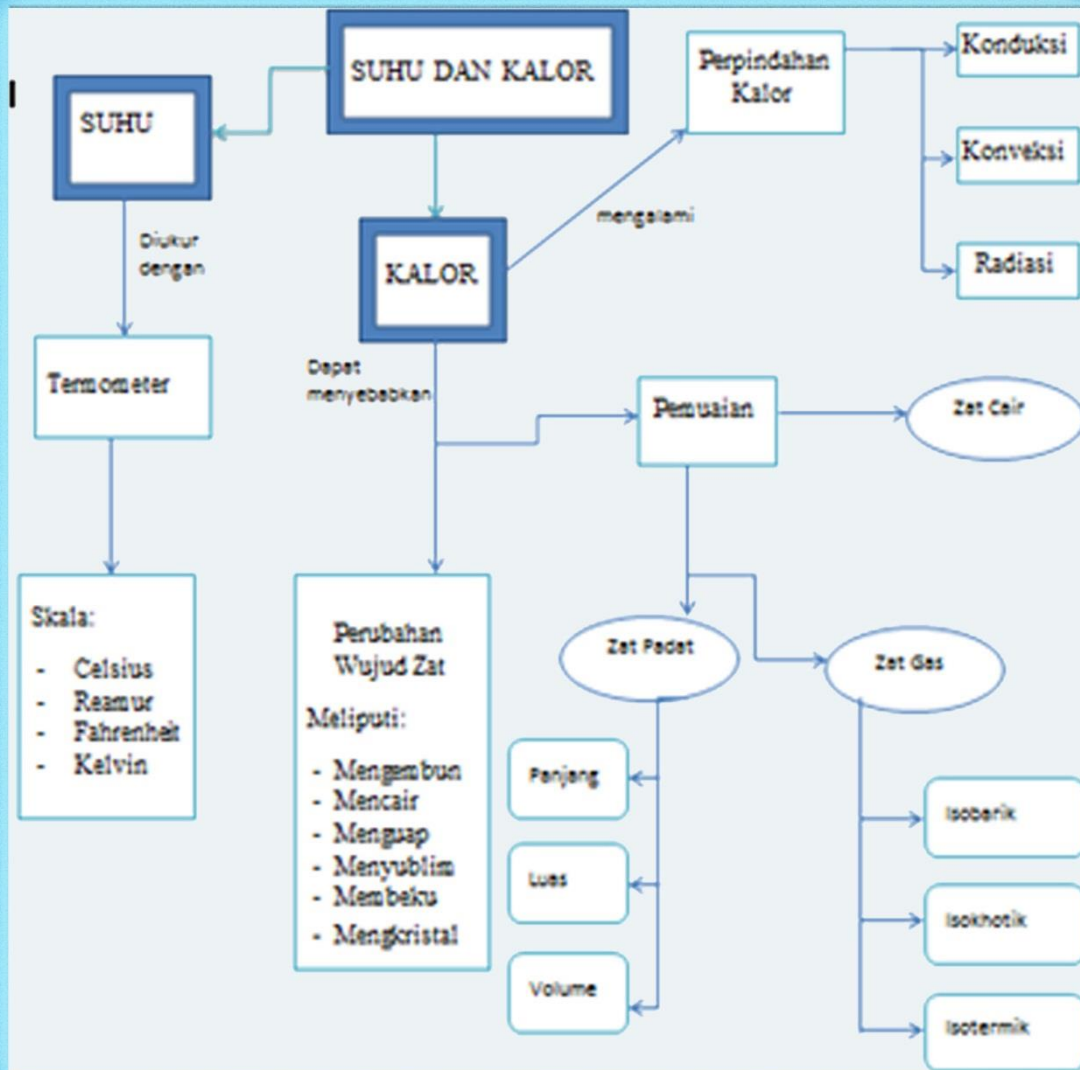 SUHU DAN KALOR
SUHU
Diukur
dengan
Termometer
Skala:
- Celsius
- Reamur
- Fahrenheit
- Kelvin
KALOR
mengalami
Perpindahan
Kalor
Konduksi
Konveksi
Radiasi
Dapat
menyebabkan
Perubahan
Wujud Zat
Meliputi:
- Mengembun
- Mencair
- Menguap
- Menyublim
- Membeku
- Mengkristal
Pemuaian
Zat Cair
Zat Padat
Panjang
Luas
Volume
Zat Gas
Isobarik
Isokhotik
Isotermik